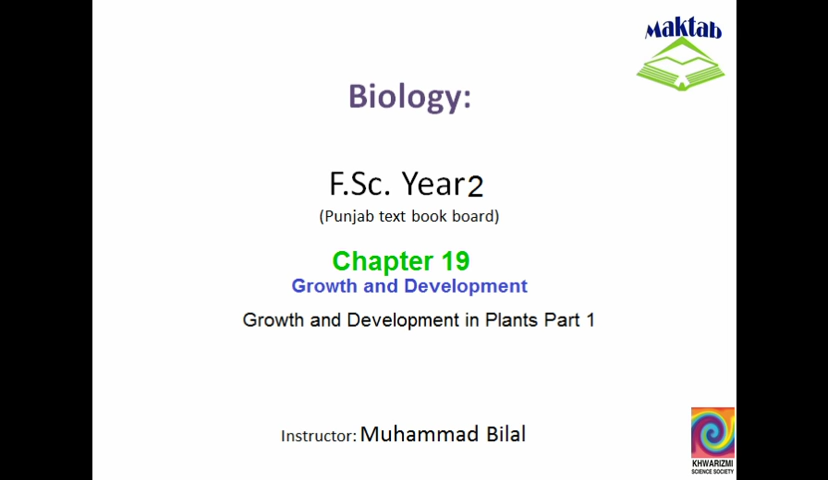 Maktab
Biology:
F.Sc. Year2
(Punjab text book board)
Chapter 19
Growth and Development
Growth and Development in Plants Part 1
Instructor: Muhammad Bilal
KHWARIZMI
SCIENCE SOCIETY